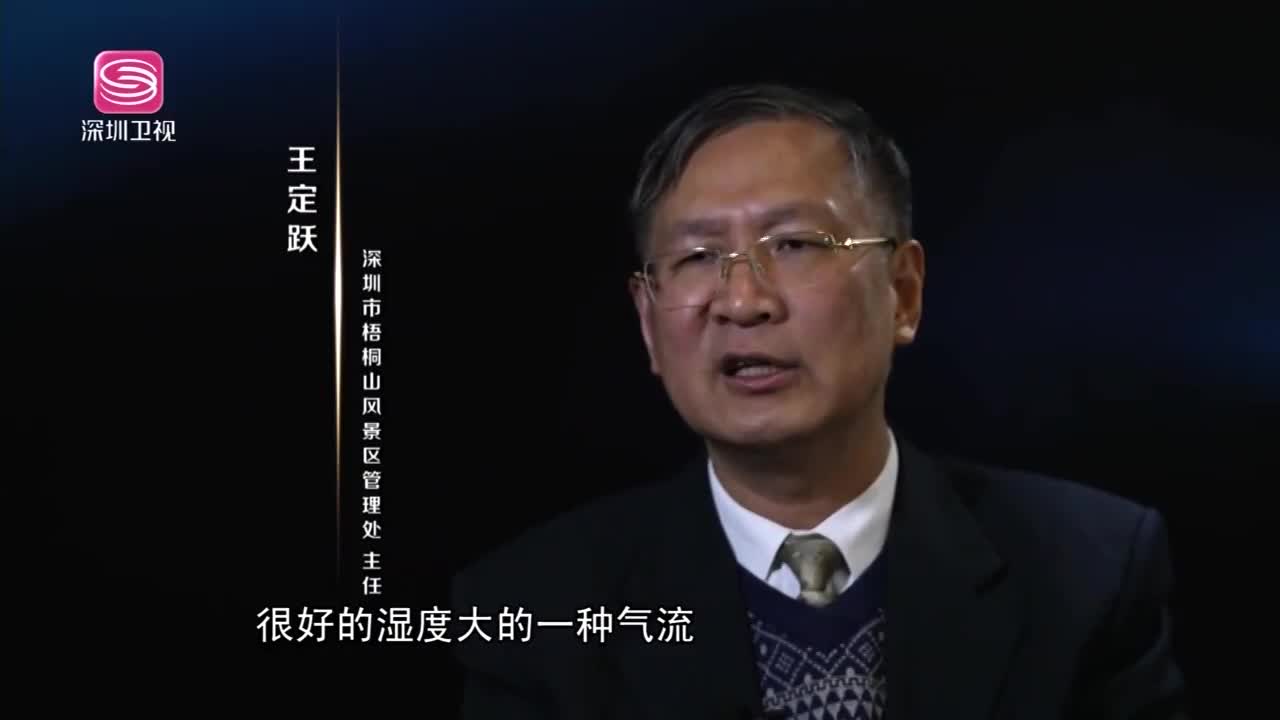 深圳卫视
王定跃
深圳市梧桐山风景区管理处 主任
很好的湿度大的一种气流